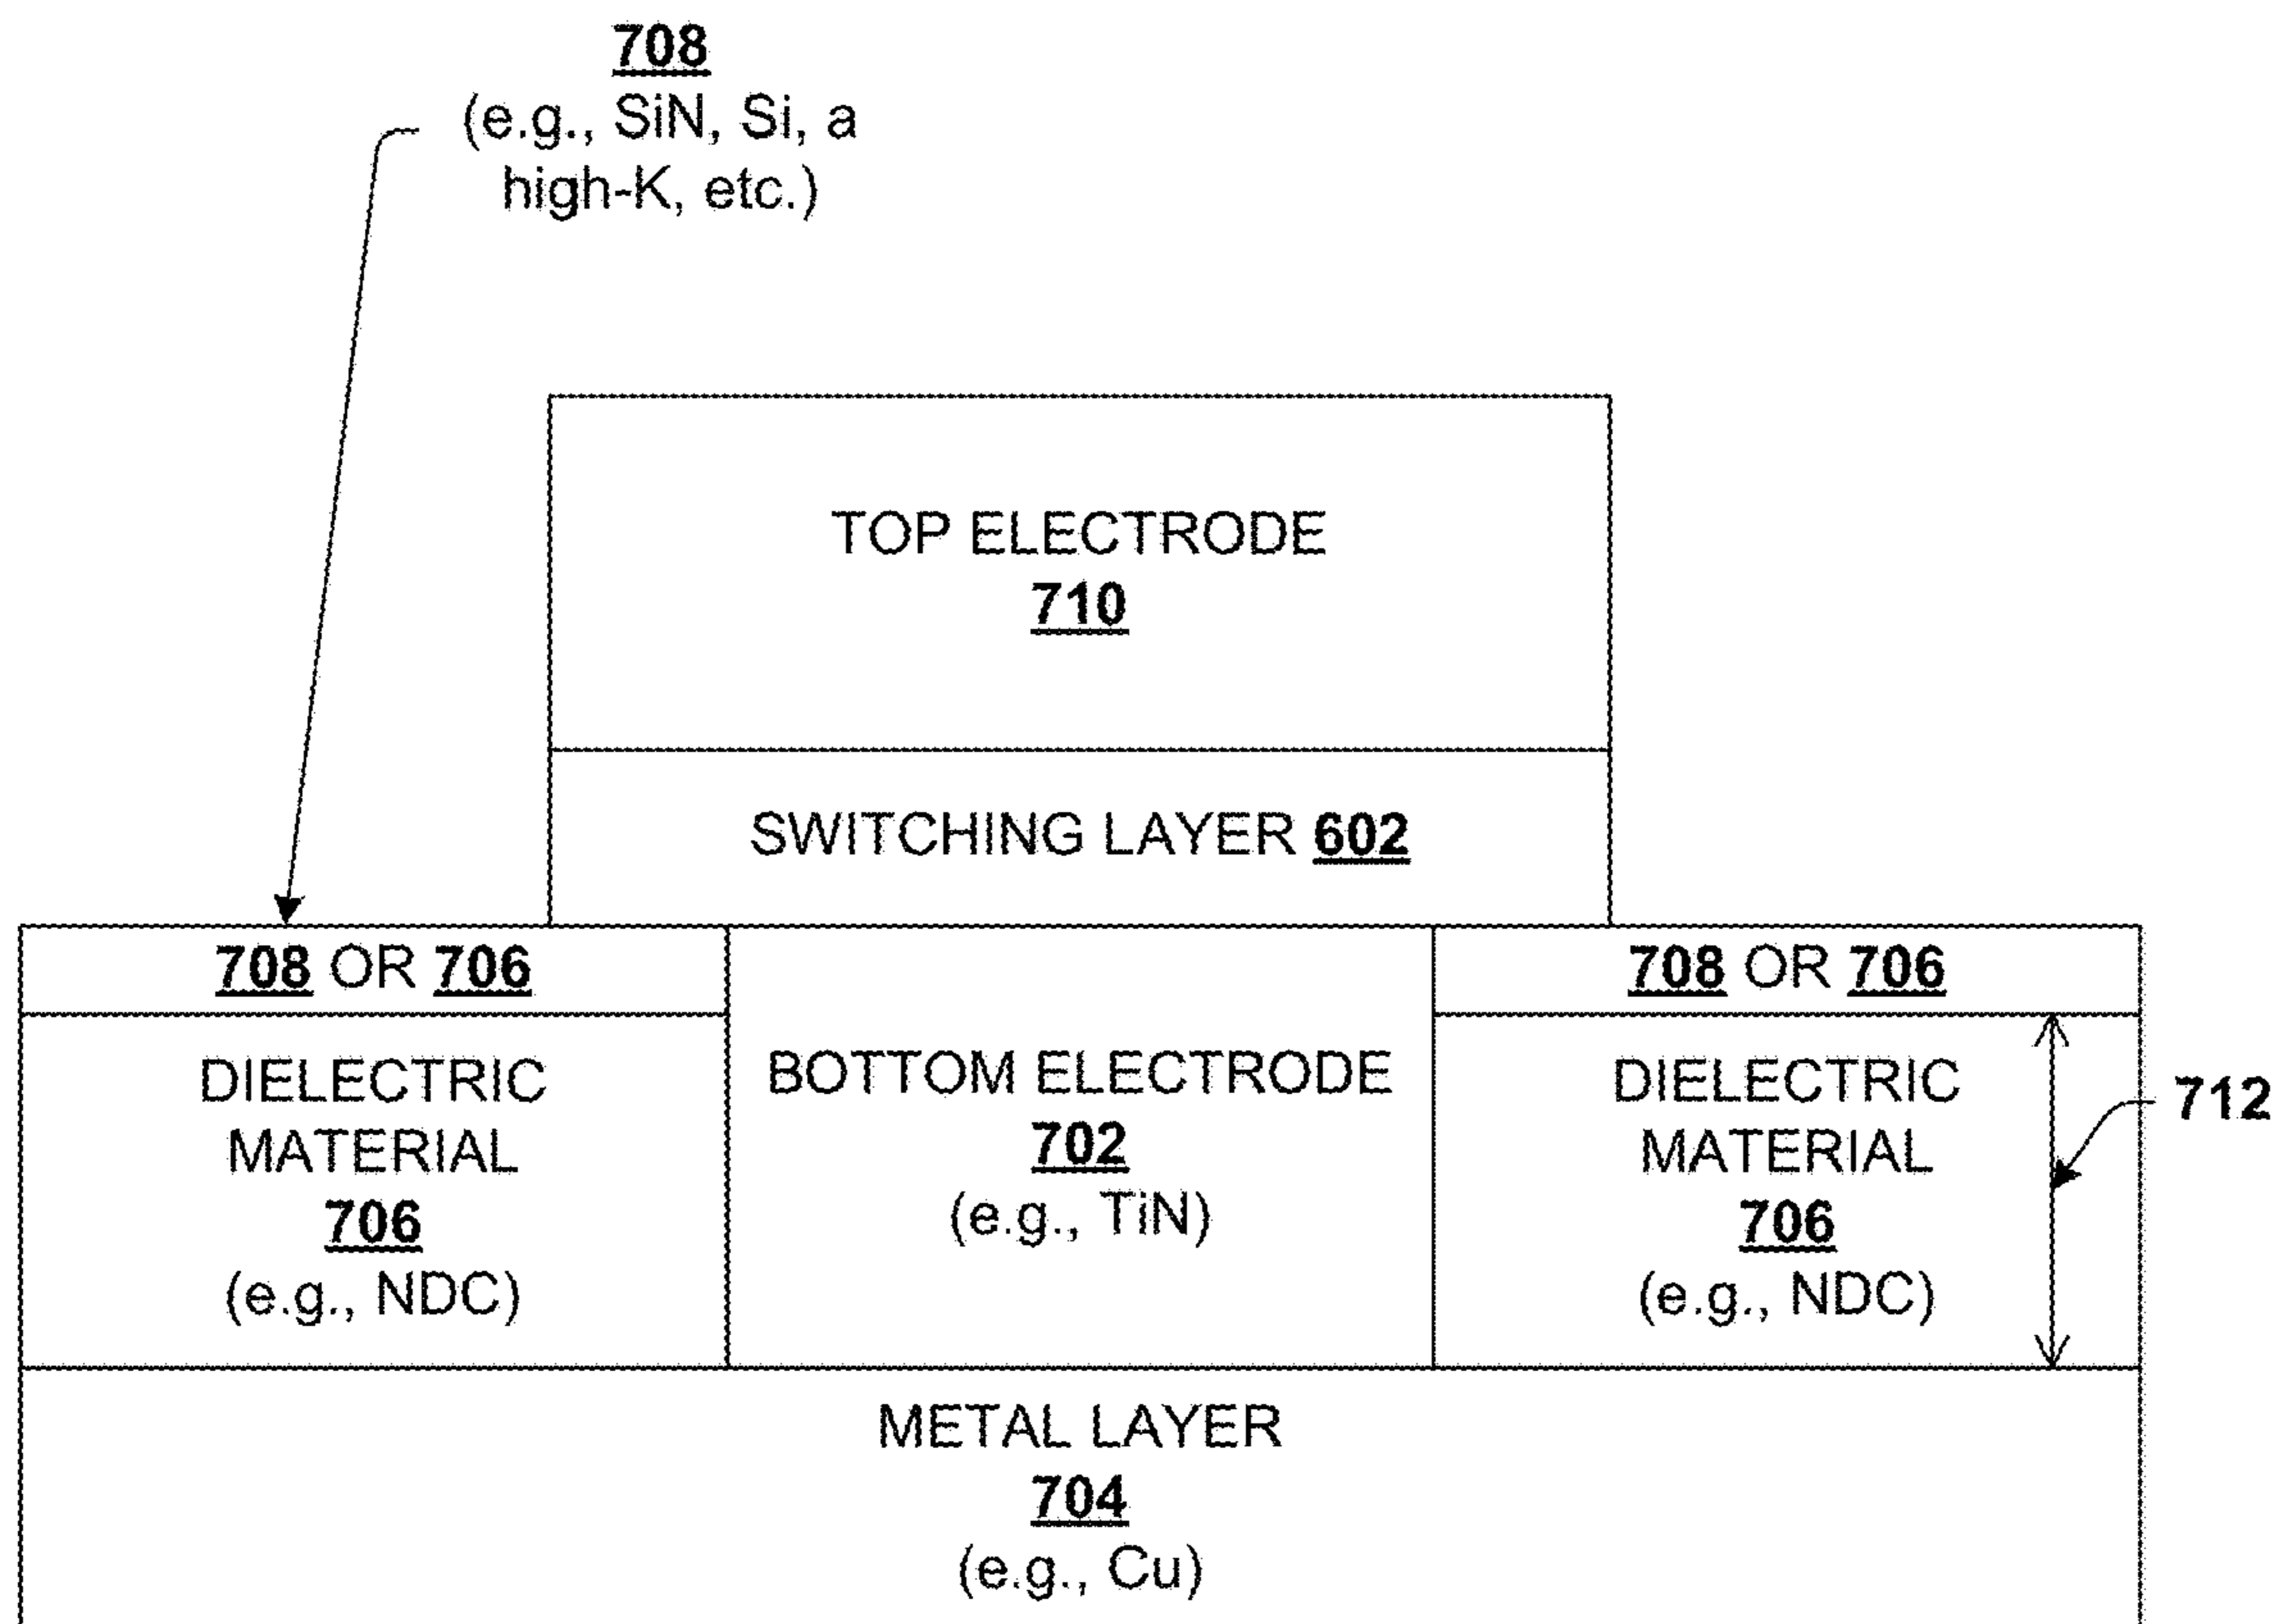 708
(e.g., SiN, Si, a
high-K, etc.)
TOP ELECTRODE
710
SWITCHING LAYER 602
708 OR 706
708 OR 706
DIELECTRIC
MATERIAL
706
(e.g., NDC)
BOTTOM ELECTRODE
702
(e.g., TiN)
DIELECTRIC
MATERIAL
706
(e.g., NDC)
712
METAL LAYER
704
(e.g., Cu)